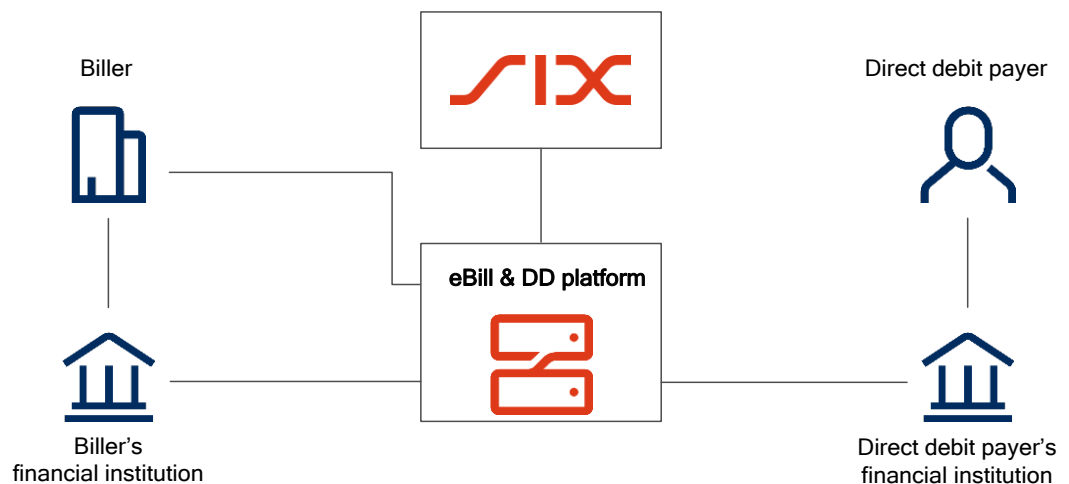 Biller
SIX
Direct debit payer
eBill & DD platform
Biller's
financial institution
Direct debit payer's
financial institution